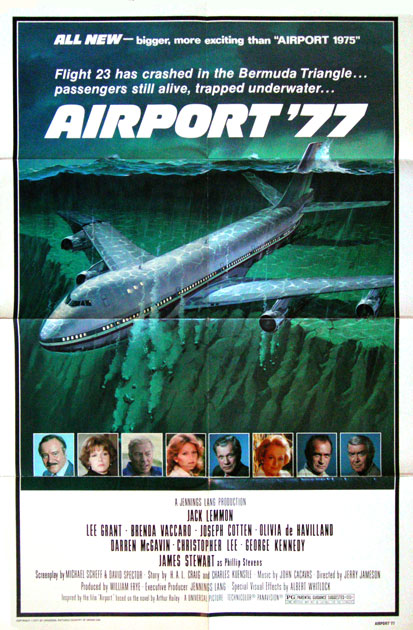 ALL NEW— bigger, more exciting than "AIRPORT 1975"
Flight 23 has crashed in the Bermuda Triangle...
passengers still alive, trapped underwater...
AIRPORT '77
A JENNINGS LANG PRODUCTION
JACK LEMMON
LEE GRANT · BRENDA VACCARO · JOSEPH COTTEN · OLIVIA de HAVILLAND
DARREN McGAVIN · CHRISTOPHER LEE · GEORGE KENNEDY
JAMES STEWART as Phillip Stevens
Screenplay by MICHAEL SCHEFF & DAVID SPECTOR · Story by H.A.L. CRAIG and CHARLES KUENSTLE · Music by JOHN CACAVAS · Directed by JERRY JAMESON
Produced by WILLIAM FRYE · Executive Producer JENNINGS LANG · Special Visual Effects by ALBERT WHITLOCK
Inspired by the film "Airport" based on the novel by Arthur Hailey · A UNIVERSAL PICTURE TECHNICOLOR® PANAVISION®
PG PARENTAL GUIDANCE SUGGESTED
AIRPORT '77